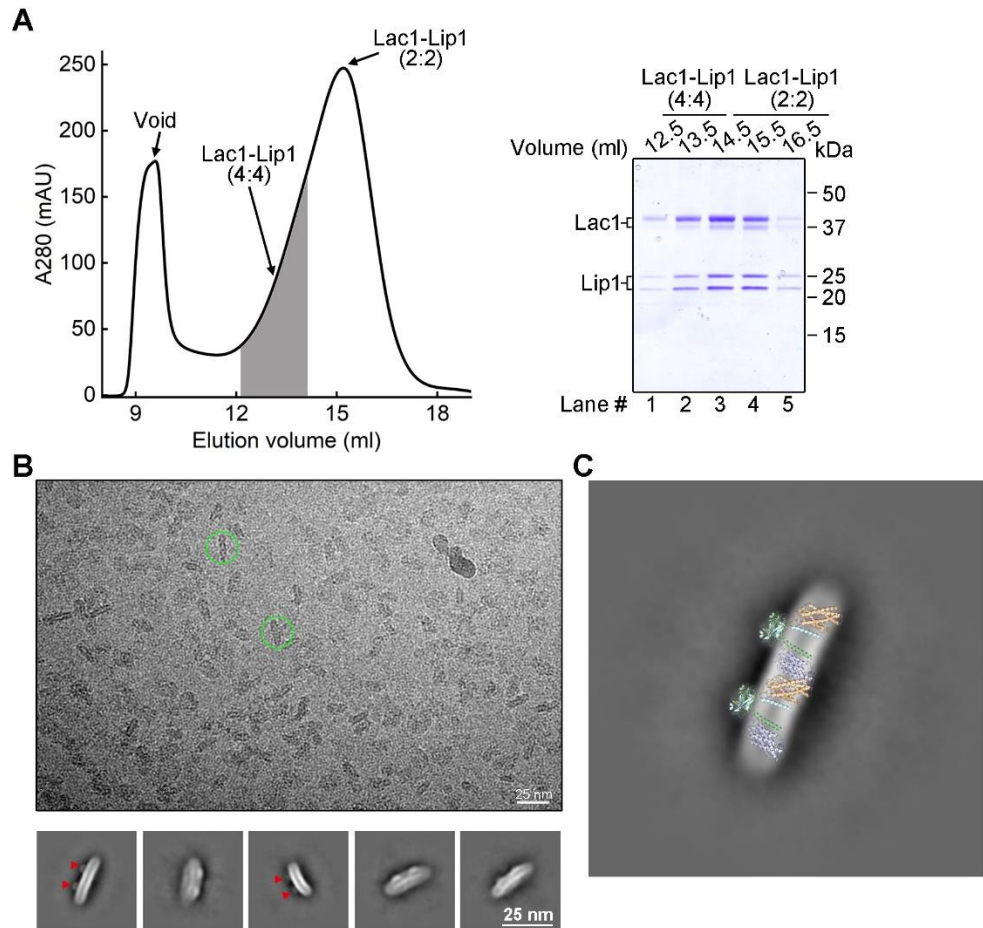 A
Lac1-Lip1
(2:2)
250
200
150
100
50
0
A280 (mAU)
Void
Lac1-Lip1
(4:4)
9 12 15 18
Elution volume (ml)
Lac1-Lip1 Lac1-Lip1
(4:4) (2:2)
Volume (ml) 12.5 13.5 14.5 15.5 16.5 kDa
50
Lac1
37
25
Lip1
20
15
Lane # 1 2 3 4 5
B
25 nm
25 nm
C